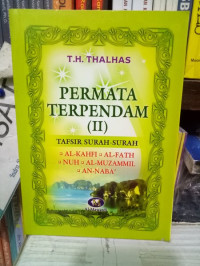 T.H. THALHAS
PERMATA
TERPENDAM
(II)
TAFSIR SURAH-SURAH
▫ AL-KAHFI ▫ AL-FATH
▫ NUH ▫ AL-MUZAMMIL
▫ AN-NABA'